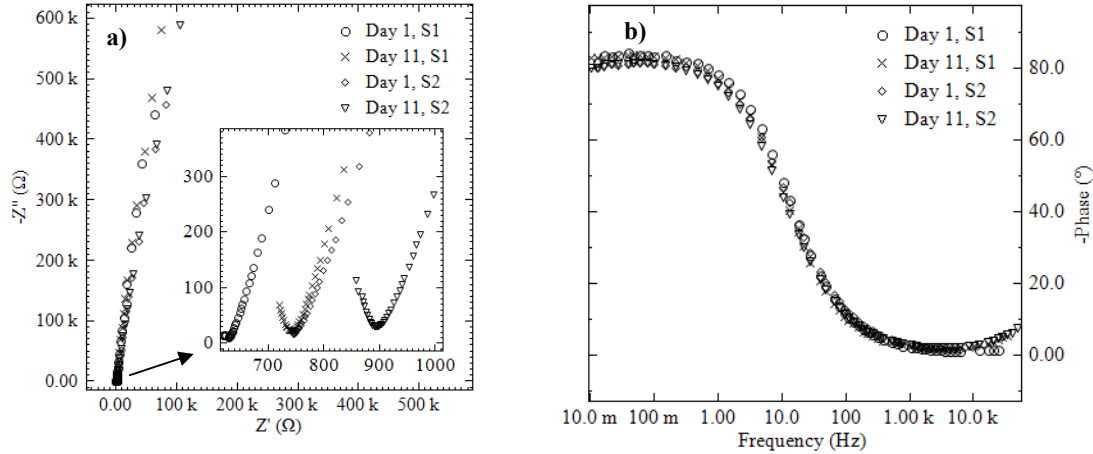 a)
600 k
500 k
400 k
300 k
200 k
100 k
0.00
-Z'' (Ω)
0.00 100 k 200 k 300 k 400 k 500 k
Z' (Ω)
Day 1, S1
Day 11, S1
Day 1, S2
Day 11, S2
300
200
100
0
700 800 900 1000
b)
Day 1, S1
Day 11, S1
Day 1, S2
Day 11, S2
80.0
60.0
40.0
20.0
0.00
-Phase (°)
10.0 m 100 m 1.00 10.0 100 1.00 k 10.0 k
Frequency (Hz)